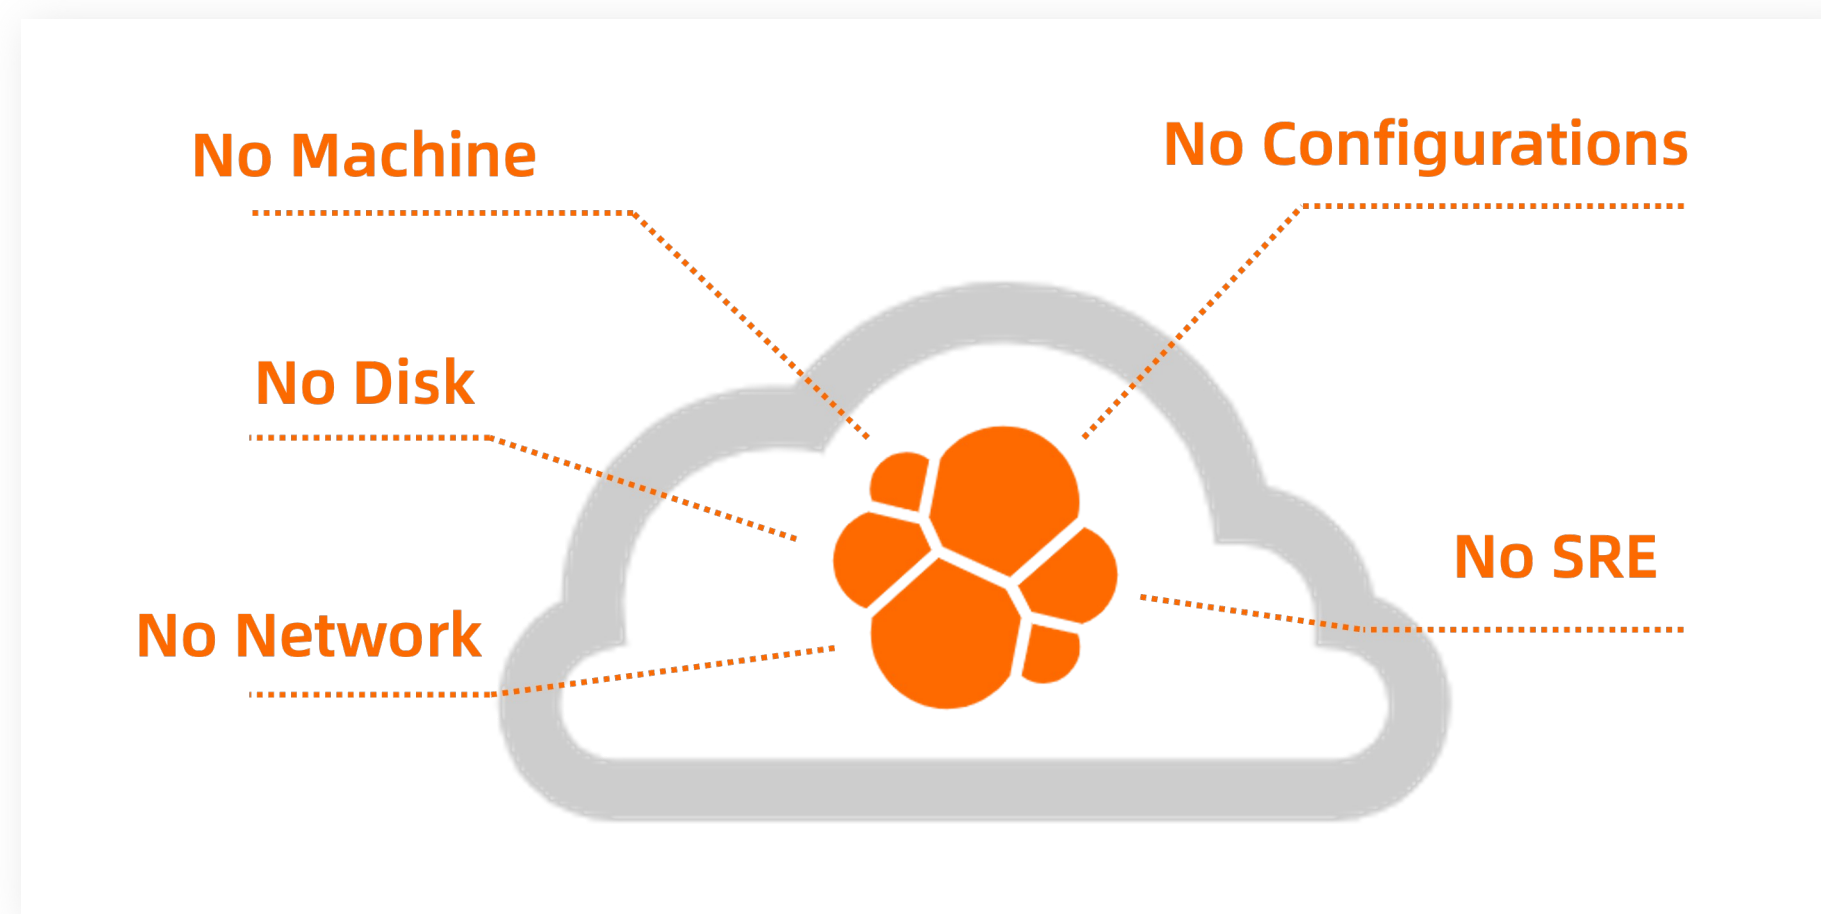 No Machine
No Configurations
No Disk
No SRE
No Network